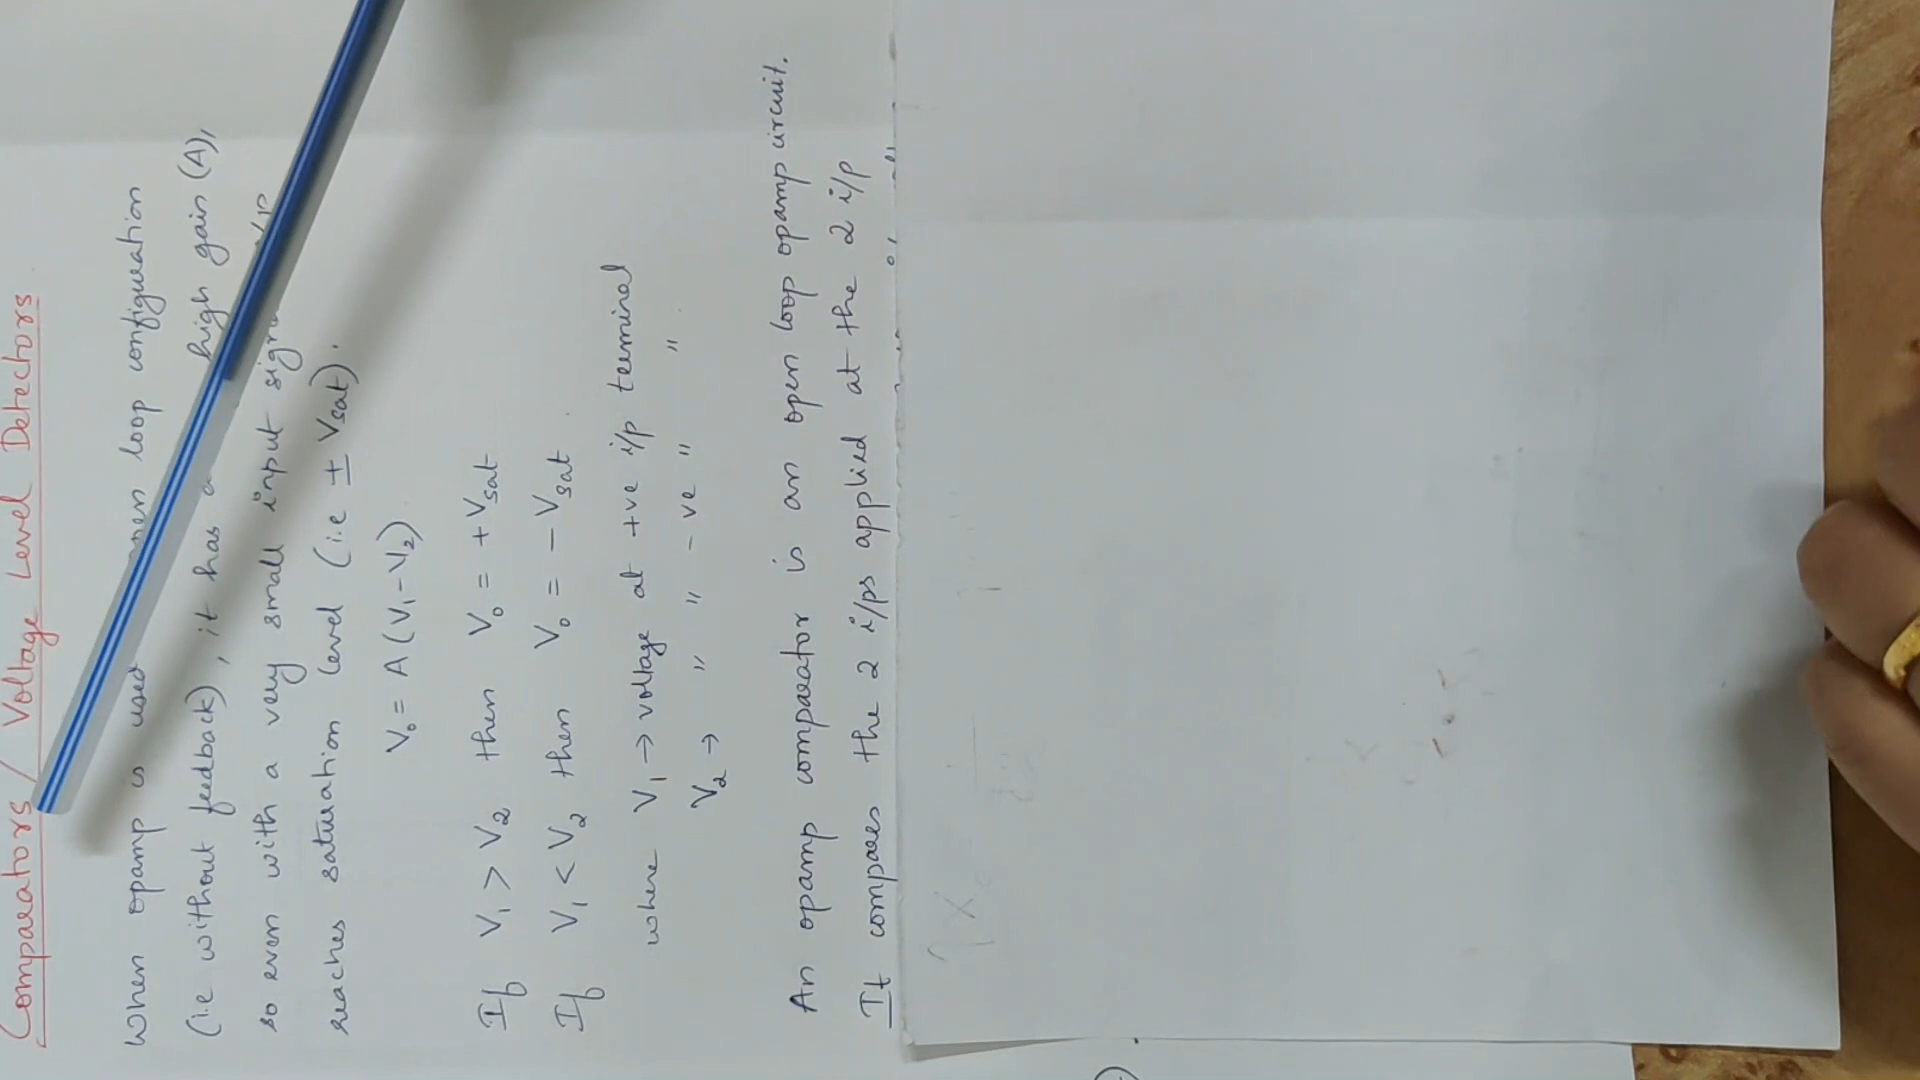 Comparators / Voltage Level Detectors
When opamp is used loop configuration
(i.e without feedback), it has a high gain (A),
so even with a very small input
reaches saturation level (i.e ± Vsat).
V₀ = A (V₁ - V₂)
If V₁ > V₂ then V₀ = + Vsat
If V₁ < V₂ then V₀ = - Vsat
where V₁ → voltage at +ve i/p terminal
V₂ → " " -ve " "
An opamp comparator is an open loop opamp circuit.
It compares the 2 i/ps applied at the 2 i/p